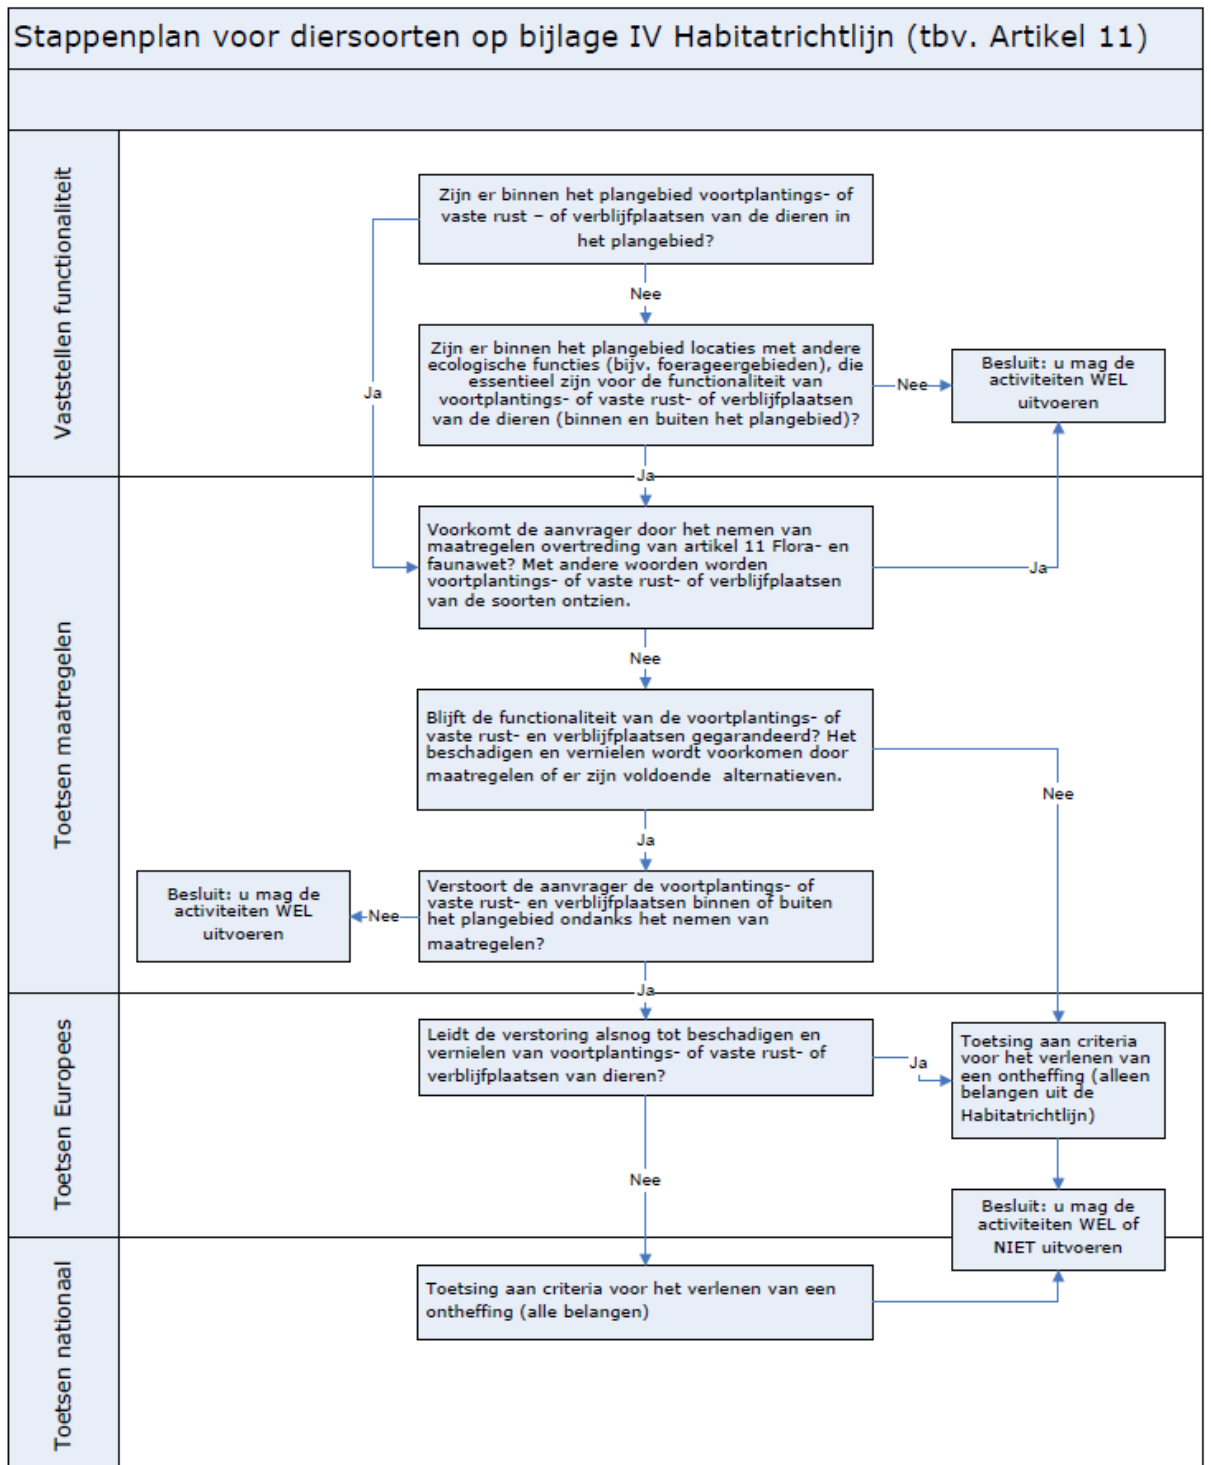 Stappenplan voor diersoorten op bijlage IV Habitatrichtlijn (tbv. Artikel 11)
Vaststellen functionaliteit
Zijn er binnen het plangebied voortplantings- of
vaste rust – of verblijfplaatsen van de dieren in
het plangebied?
Nee
Ja
Zijn er binnen het plangebied locaties met andere
ecologische functies (bijv. foerageergebieden), die
essentieel zijn voor de functionaliteit van
voortplantings- of vaste rust- of verblijfplaatsen
van de dieren (binnen en buiten het plangebied)?
Nee
Besluit: u mag de
activiteiten WEL
uitvoeren
Ja
Toetsen maatregelen
Voorkomt de aanvrager door het nemen van
maatregelen overtreding van artikel 11 Flora- en
faunawet? Met andere woorden worden
voortplantings- of vaste rust- of verblijfplaatsen
van de soorten ontzien.
Ja
Nee
Blijft de functionaliteit van de voortplantings- of
vaste rust- en verblijfplaatsen gegarandeerd? Het
beschadigen en vernielen wordt voorkomen door
maatregelen of er zijn voldoende alternatieven.
Nee
Ja
Verstoort de aanvrager de voortplantings- of
vaste rust- en verblijfplaatsen binnen of buiten
het plangebied ondanks het nemen van
maatregelen?
Nee
Besluit: u mag de
activiteiten WEL
uitvoeren
Ja
Toetsen Europees
Leidt de verstoring alsnog tot beschadigen en
vernielen van voortplantings- of vaste rust- of
verblijfplaatsen van dieren?
Ja
Toetsing aan criteria
voor het verlenen van
een ontheffing (alleen
belangen uit de
Habitatrichtlijn)
Nee
Besluit: u mag de
activiteiten WEL of
NIET uitvoeren
Toetsen nationaal
Toetsing aan criteria voor het verlenen van een
ontheffing (alle belangen)